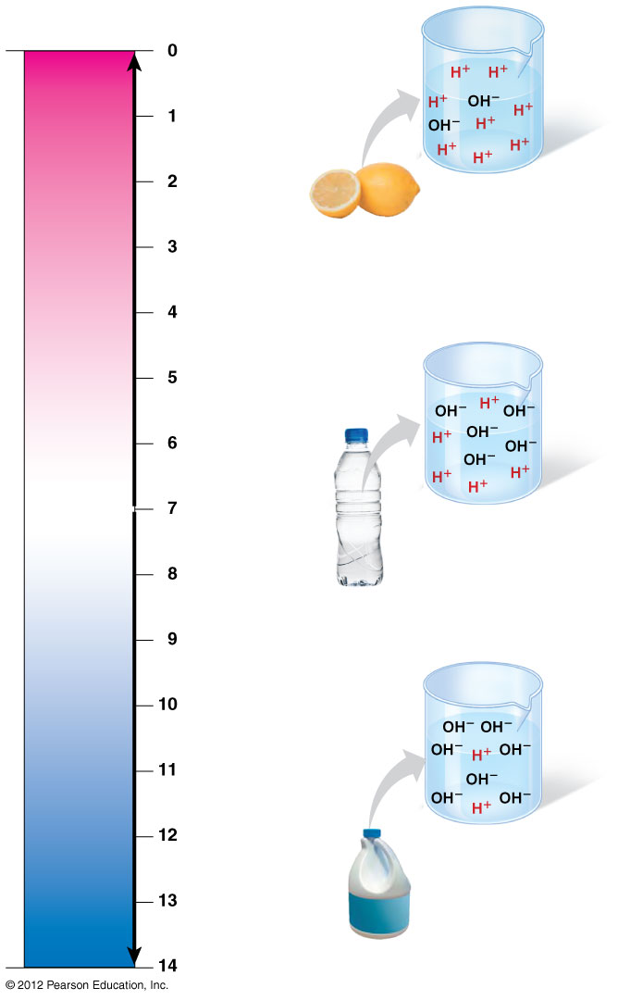 0
1
2
3
4
5
6
7
8
9
10
11
12
13
14
H+ H+
H+ OH− H+
OH− H+
H+ H+ H+
OH− H+ OH−
H+ OH− OH−
OH−
H+ H+ H+
OH− OH−
OH− H+ OH−
OH−
OH− H+ OH−
© 2012 Pearson Education, Inc.